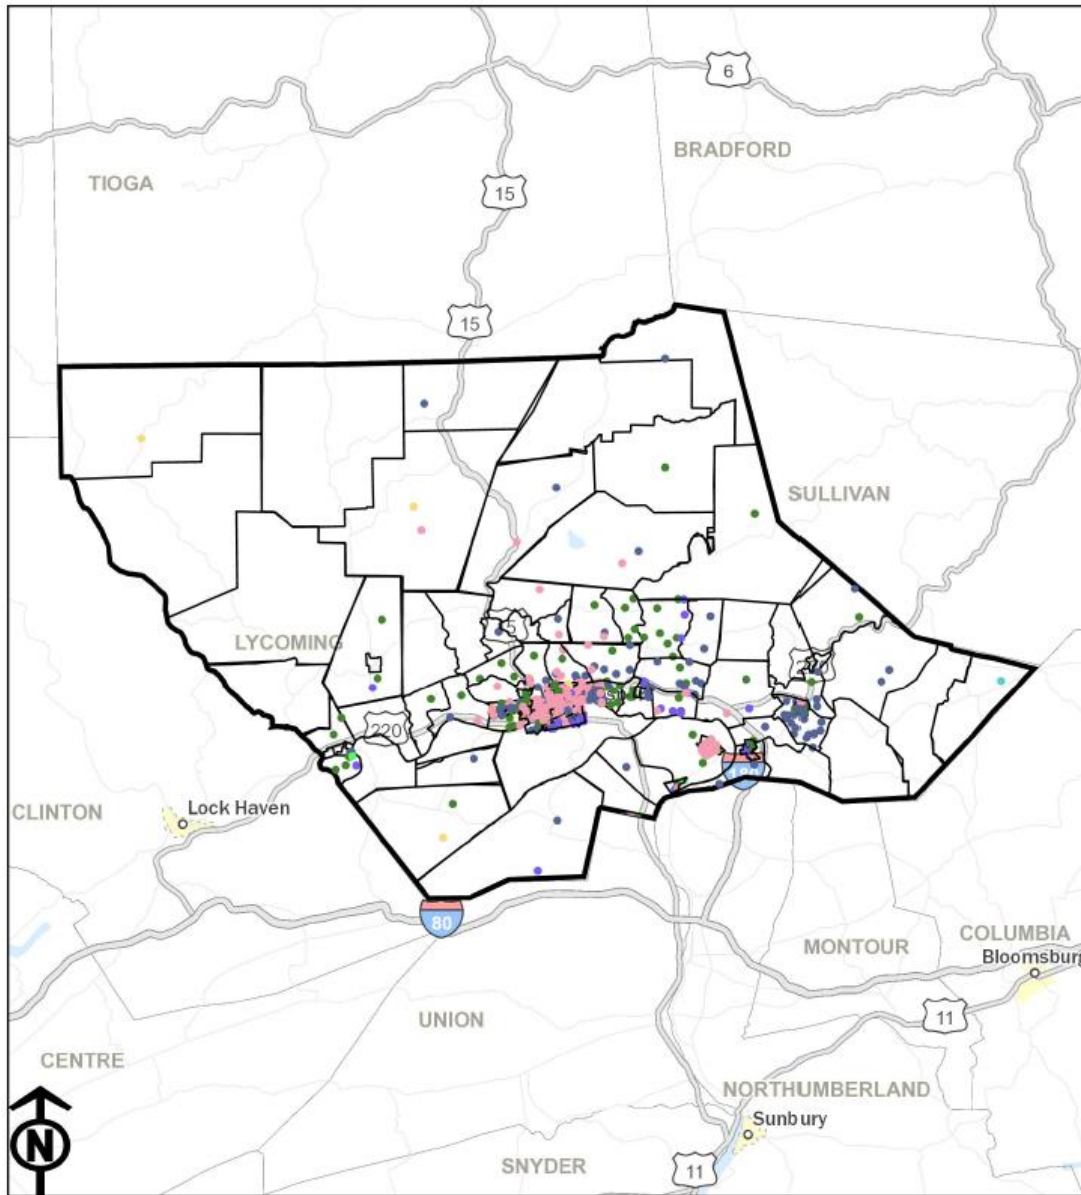 6
BRADFORD
TIOGA
15
15
SULLIVAN
LYCOMING
220
Lock Haven
CLINTON
80
MONTOUR
COLUMBIA
Bloomsburg
UNION
11
CENTRE
NORTHUMBERLAND
Sunbury
N
SNYDER
11